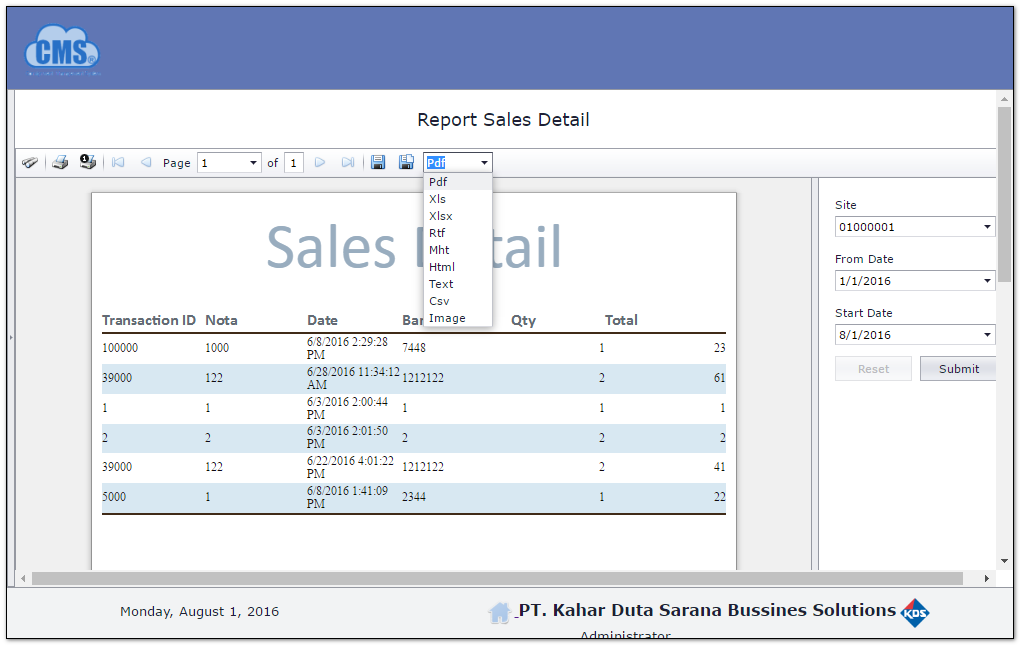 CMS®
Report Sales Detail
Page 1 of 1 Pdf
Pdf
Xls
Xlsx
Rtf
Mht
Html
Text
Csv
Image
Sales tail
Transaction ID Nota Date Bar Qty Total
100000 1000 6/8/2016 2:29:28 PM 7448 1 23
39000 122 6/28/2016 11:34:12 AM 1212122 2 61
1 1 6/3/2016 2:00:44 PM 1 1 1
2 2 6/3/2016 2:01:50 PM 2 2 2
39000 122 6/22/2016 4:01:22 PM 1212122 2 41
5000 1 6/8/2016 1:41:09 PM 2344 1 22
Site
01000001
From Date
1/1/2016
Start Date
8/1/2016
Reset Submit
Monday, August 1, 2016
PT. Kahar Duta Sarana Bussines Solutions KDS
Administrator